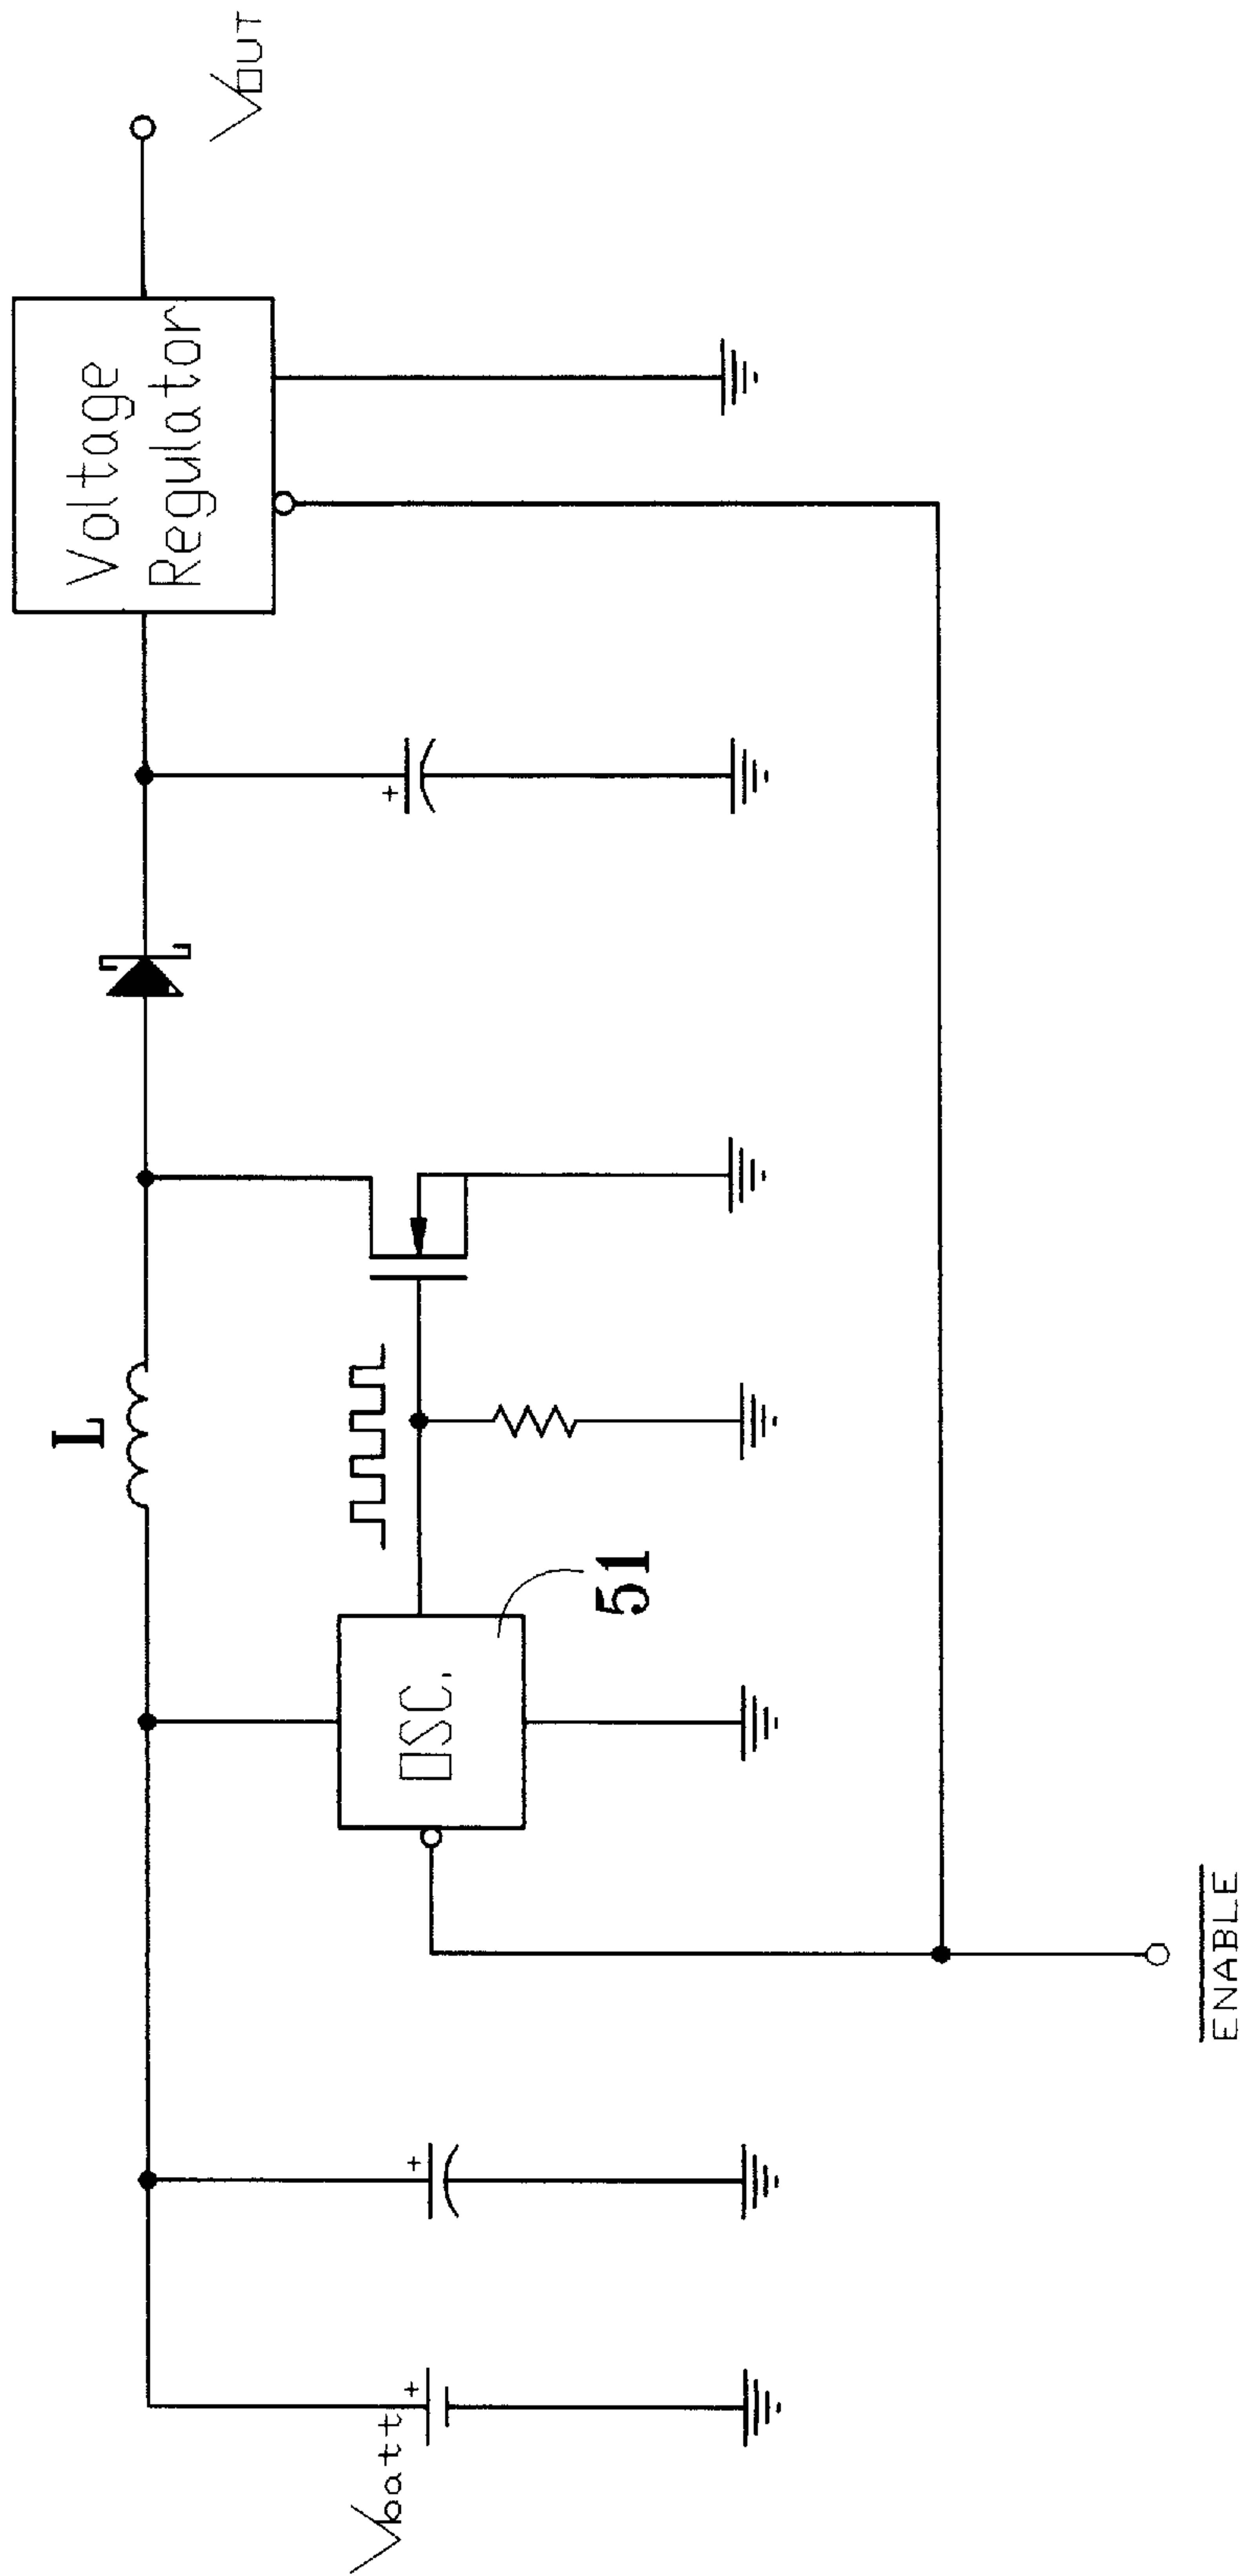 Vbatt
+
+
ENABLE
OSC.
51
L
+
Voltage
Regulator
VOUT